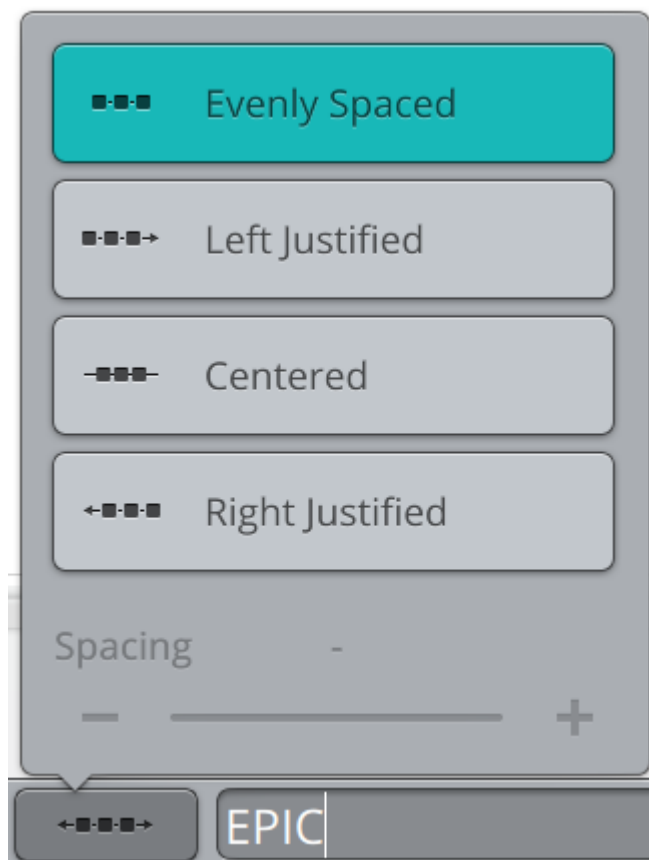 Evenly Spaced
Left Justified
Centered
Right Justified
Spacing -
EPIC